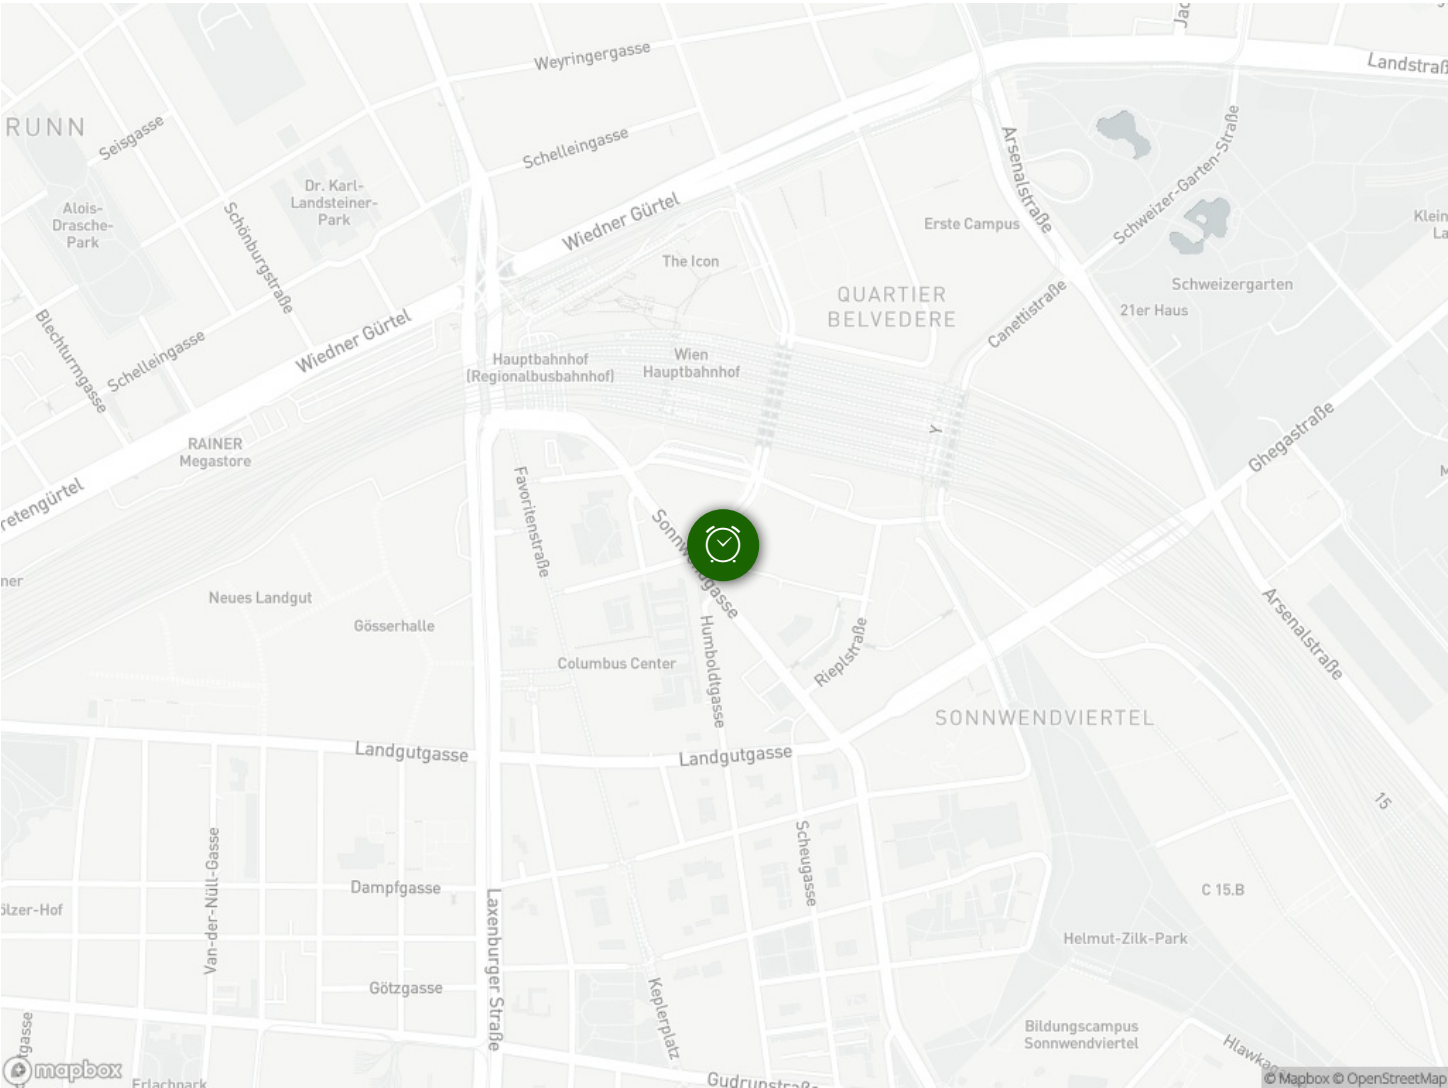 Jac
Weyringergasse
Landstraß
RUNN
Seisgasse
Schelleingasse
Arsenalstraße
Schweizer-Garten-Straße
Dr. Karl-
Landsteiner-
Park
Alois-
Drasche-
Park
Schönburgstraße
Wiedner Gürtel
Erste Campus
Klein
La
The Icon
QUARTIER
BELVEDERE
Schweizergarten
21er Haus
Canettistraße
Blechturmgasse
Schelleingasse
Wiedner Gürtel
Hauptbahnhof
(Regionalbusbahnhof)
Wien
Hauptbahnhof
Ghegastraße
RAINER
Megastore
Y
M
retengürtel
Favoritenstraße
Sonnwendgasse
ner
Neues Landgut
Gösserhalle
Arsenalstraße
Humboldtgasse
Columbus Center
Rieplstraße
SONNWENDVIERTEL
Landgutgasse
Landgutgasse
15
Van-der-Nüll-Gasse
Scheugasse
Dampfgasse
Laxenburger Straße
C 15.B
ölzer-Hof
Helmut-Zilk-Park
Götzgasse
Keplerplatz
Bildungscampus
Sonnwendviertel
tgasse
Hlawkag
mapbox
Erlachpark
Gudrunstraße
© Mapbox © OpenStreetMap